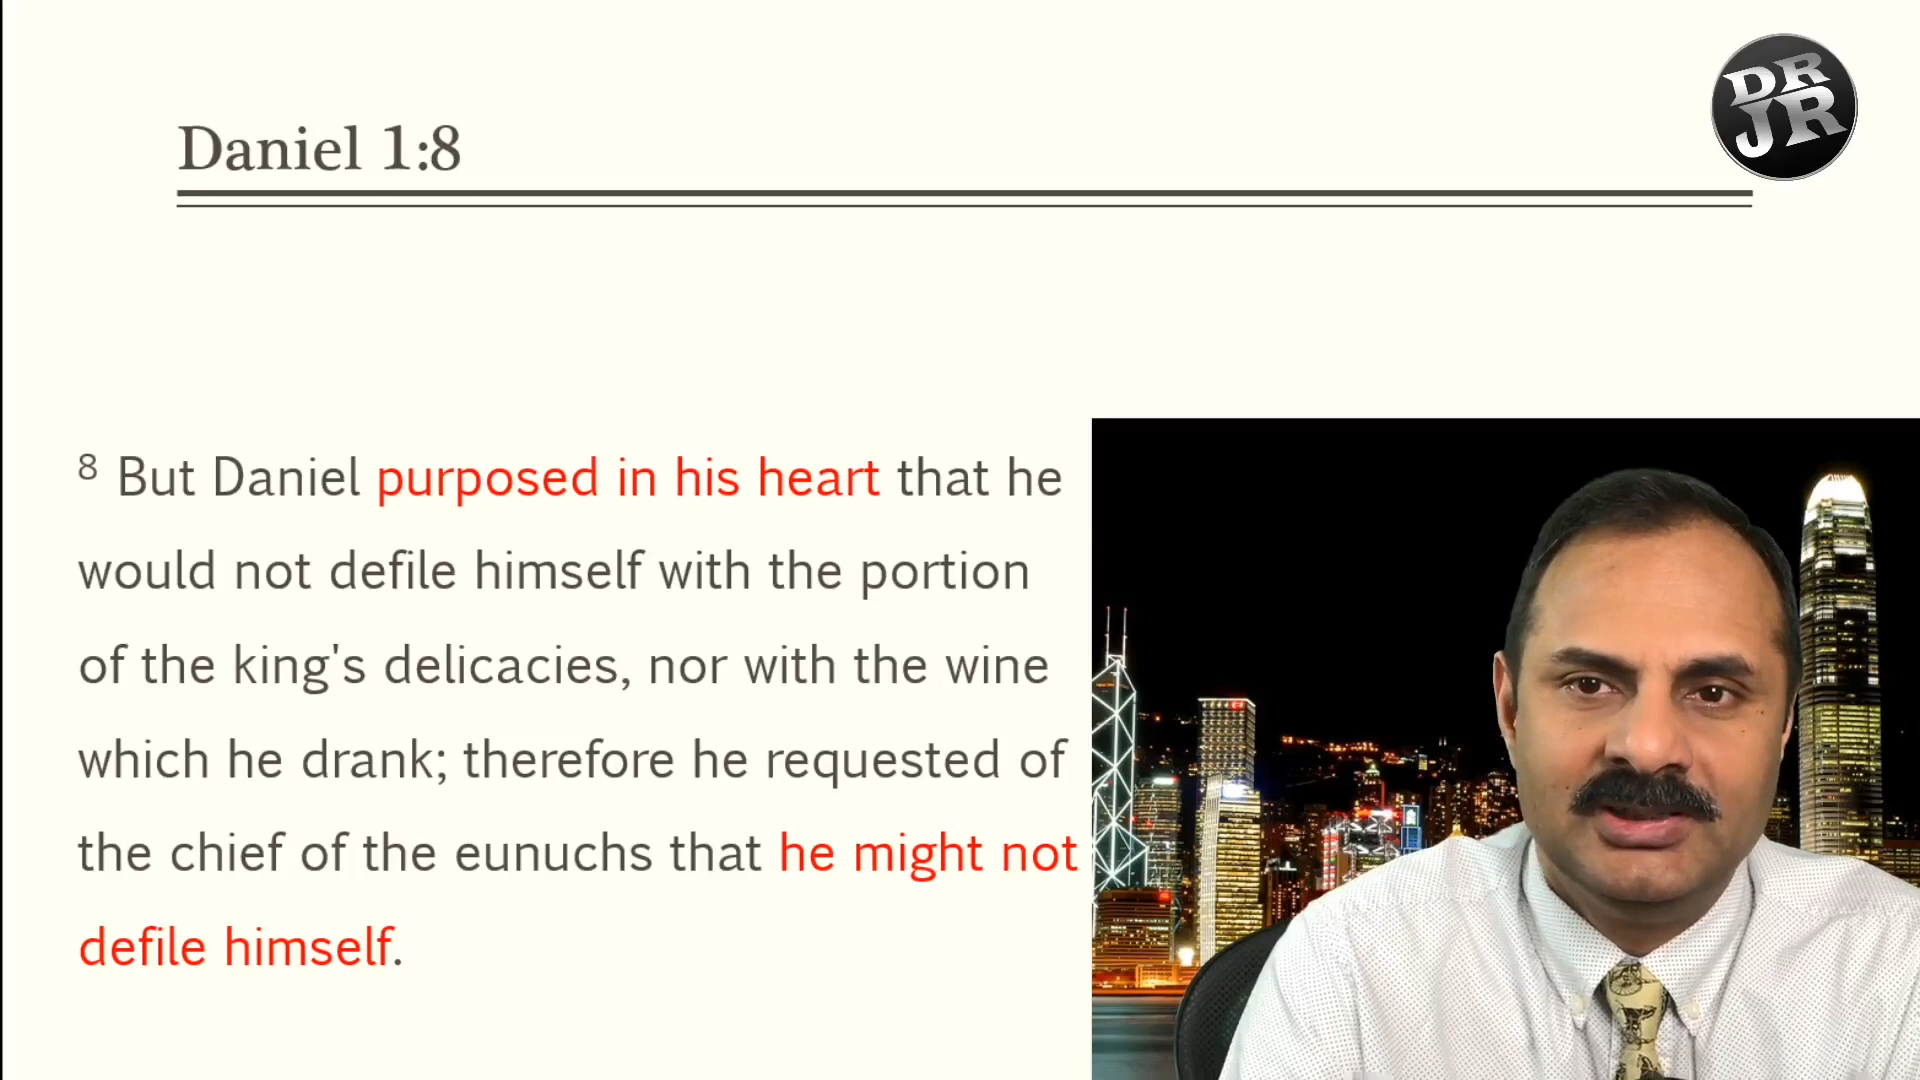 DR
JR
Daniel 1:8
8 But Daniel purposed in his heart that he
would not defile himself with the portion
of the king's delicacies, nor with the wine
which he drank; therefore he requested of
the chief of the eunuchs that he might not
defile himself.